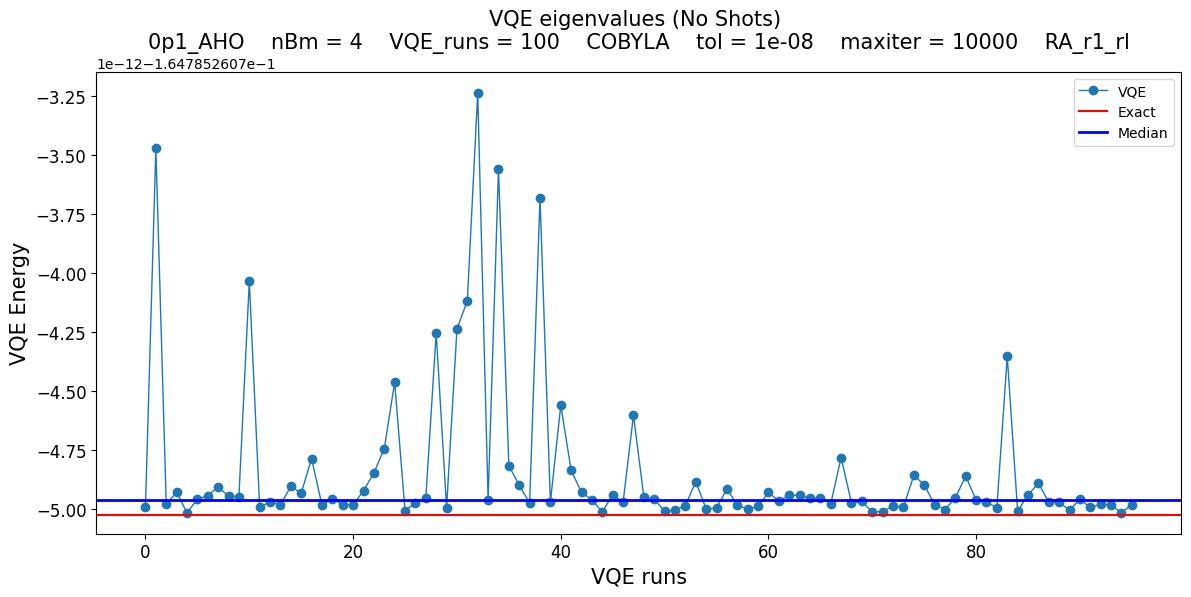 VQE eigenvalues (No Shots)
0p1_AHO nBm = 4 VQE_runs = 100 COBYLA tol = 1e-08 maxiter = 10000 RA_r1_rl
1e−12−1.647852607e−1
VQE
Exact
Median
VQE Energy
−3.25
−3.50
−3.75
−4.00
−4.25
−4.50
−4.75
−5.00
0 20 40 60 80
VQE runs